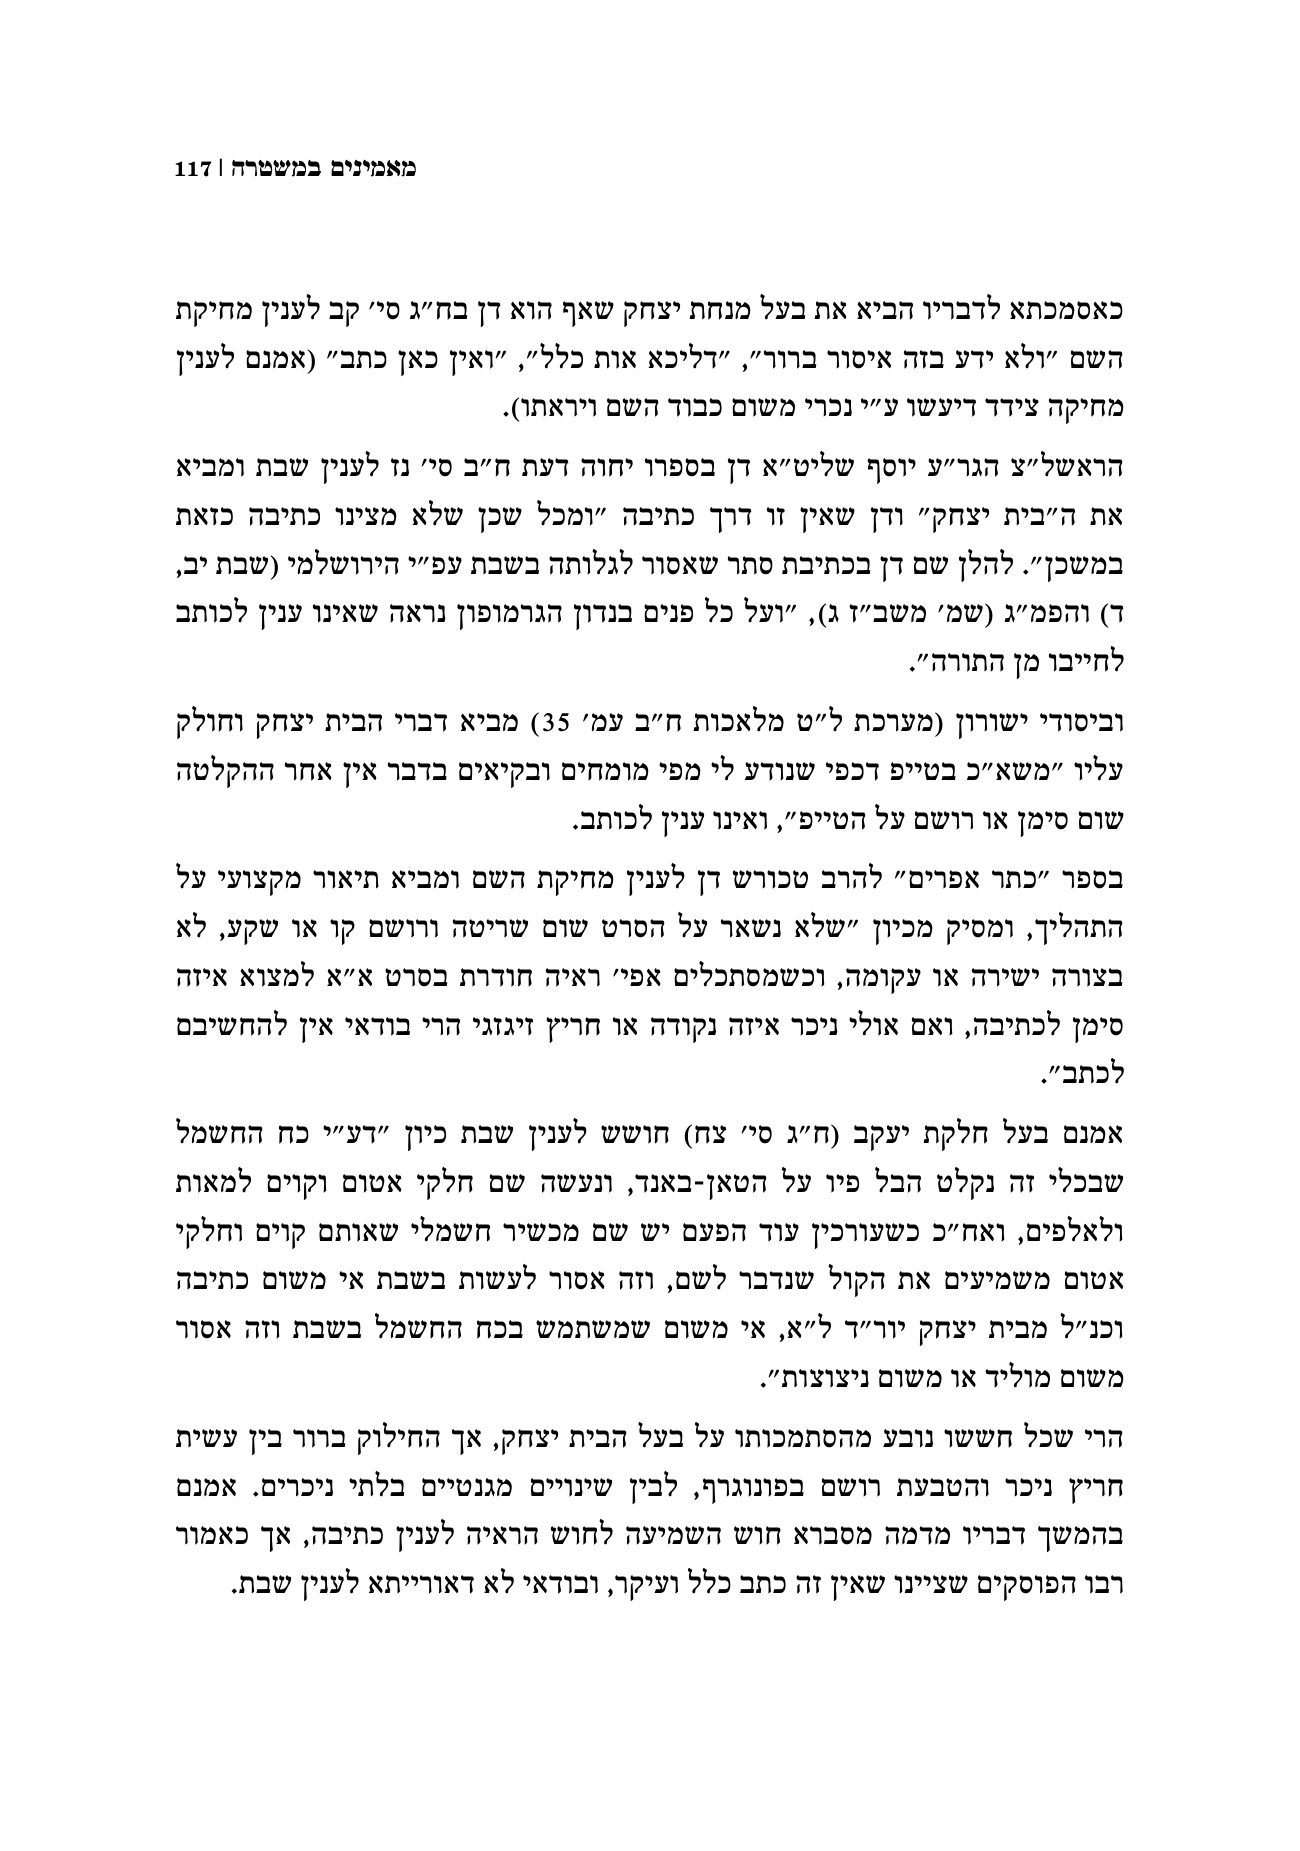 מאמינים במשטרה | 117
כאסמכתא לדבריו הביא את בעל מנחת יצחק שאף הוא דן בח״ג סי׳ קב לענין מחיקת
השם ״ולא ידע בזה איסור ברור״, ״דליכא אות כלל״, ״ואין כאן כתב״ (אמנם לענין
מחיקה צידד דיעשו ע״י נכרי משום כבוד השם ויראתו).
הראשל״צ הגר״ע יוסף שליט״א דן בספרו יחוה דעת ח״ב סי׳ נז לענין שבת ומביא
את ה״בית יצחק״ ודן שאין זו דרך כתיבה ״ומכל שכן שלא מצינו כתיבה כזאת
במשכן״. להלן שם דן בכתיבת סתר שאסור לגלותה בשבת עפ״י הירושלמי (שבת יב,
ד) והפמ״ג (שמ׳ משב״ז ג), ״ועל כל פנים בנדון הגרמופון נראה שאינו ענין לכותב
לחייבו מן התורה״.
וביסודי ישורון (מערכת ל״ט מלאכות ח״ב עמ׳ 35) מביא דברי הבית יצחק וחולק
עליו ״משא״כ בטייפ דכפי שנודע לי מפי מומחים ובקיאים בדבר אין אחר ההקלטה
שום סימן או רושם על הטייפ״, ואינו ענין לכותב.
בספר ״כתר אפרים״ להרב טכורש דן לענין מחיקת השם ומביא תיאור מקצועי על
התהליך, ומסיק מכיון ״שלא נשאר על הסרט שום שריטה ורושם קו או שקע, לא
בצורה ישירה או עקומה, וכשמסתכלים אפי׳ ראיה חודרת בסרט א״א למצוא איזה
סימן לכתיבה, ואם אולי ניכר איזה נקודה או חריץ זיגזגי הרי בודאי אין להחשיבם
לכתב״.
אמנם בעל חלקת יעקב (ח״ג סי׳ צח) חושש לענין שבת כיון ״דע״י כח החשמל
שבכלי זה נקלט הבל פיו על הטאן-באנד, ונעשה שם חלקי אטום וקוים למאות
ולאלפים, ואח״כ כשעורכין עוד הפעם יש שם מכשיר חשמלי שאותם קוים וחלקי
אטום משמיעים את הקול שנדבר לשם, וזה אסור לעשות בשבת אי משום כתיבה
וכנ״ל מבית יצחק יור״ד ל״א, אי משום שמשתמש בכח החשמל בשבת וזה אסור
משום מוליד או משום ניצוצות״.
הרי שכל חששו נובע מהסתמכותו על בעל הבית יצחק, אך החילוק ברור בין עשית
חריץ ניכר והטבעת רושם בפונוגרף, לבין שינויים מגנטיים בלתי ניכרים. אמנם
בהמשך דבריו מדמה מסברא חוש השמיעה לחוש הראיה לענין כתיבה, אך כאמור
רבו הפוסקים שציינו שאין זה כתב כלל ועיקר, ובודאי לא דאורייתא לענין שבת.